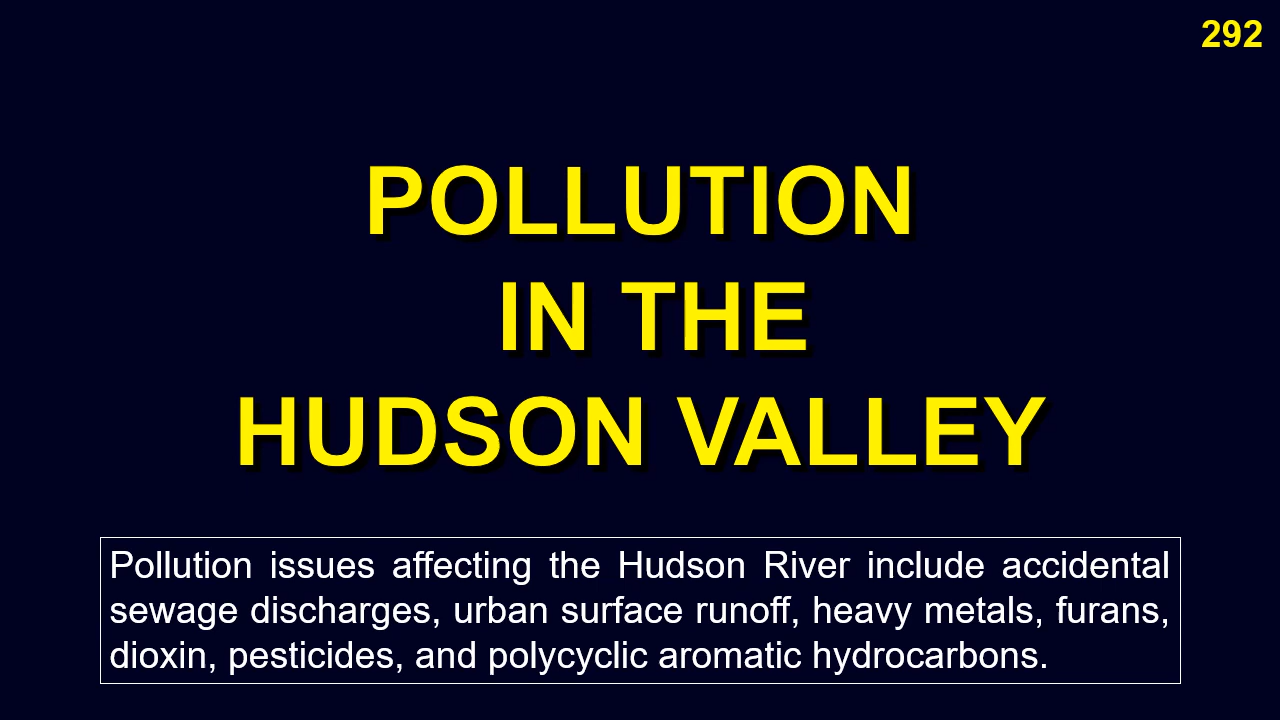 292
POLLUTION
IN THE
HUDSON VALLEY
Pollution issues affecting the Hudson River include accidental
sewage discharges, urban surface runoff, heavy metals, furans,
dioxin, pesticides, and polycyclic aromatic hydrocarbons.